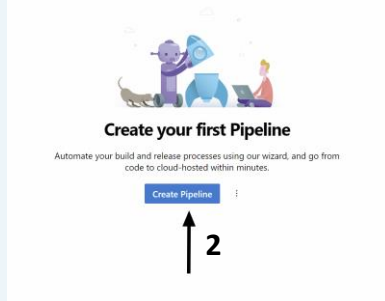 Create your first Pipeline
Automate your build and release processes using our wizard, and go from
code to cloud-hosted within minutes.
Create Pipeline
2